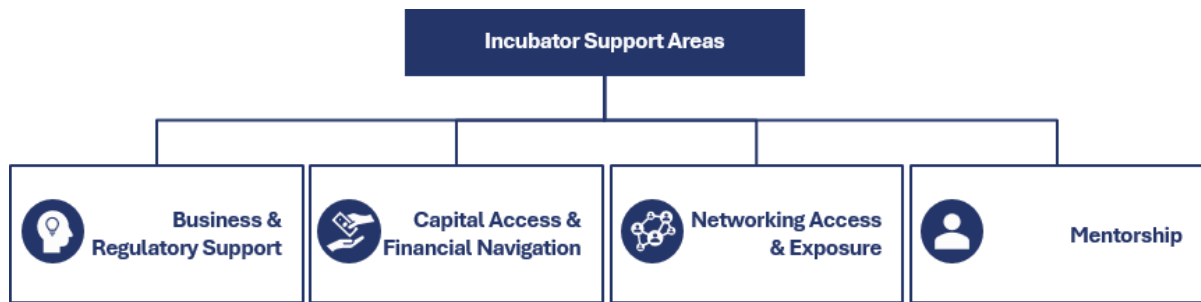 Incubator Support Areas
Business &
Regulatory Support
Capital Access &
Financial Navigation
Networking Access
& Exposure
Mentorship